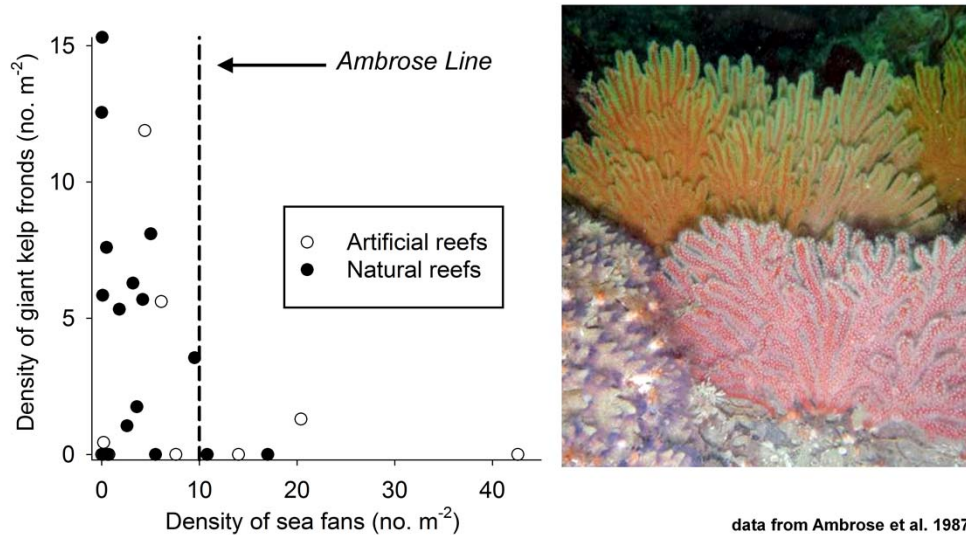 Density of giant kelp fronds (no. m-2)
15
10
5
0
Ambrose Line
Artificial reefs
Natural reefs
0
10
20
30
40
Density of sea fans (no. m-2)
data from Ambrose et al. 1987